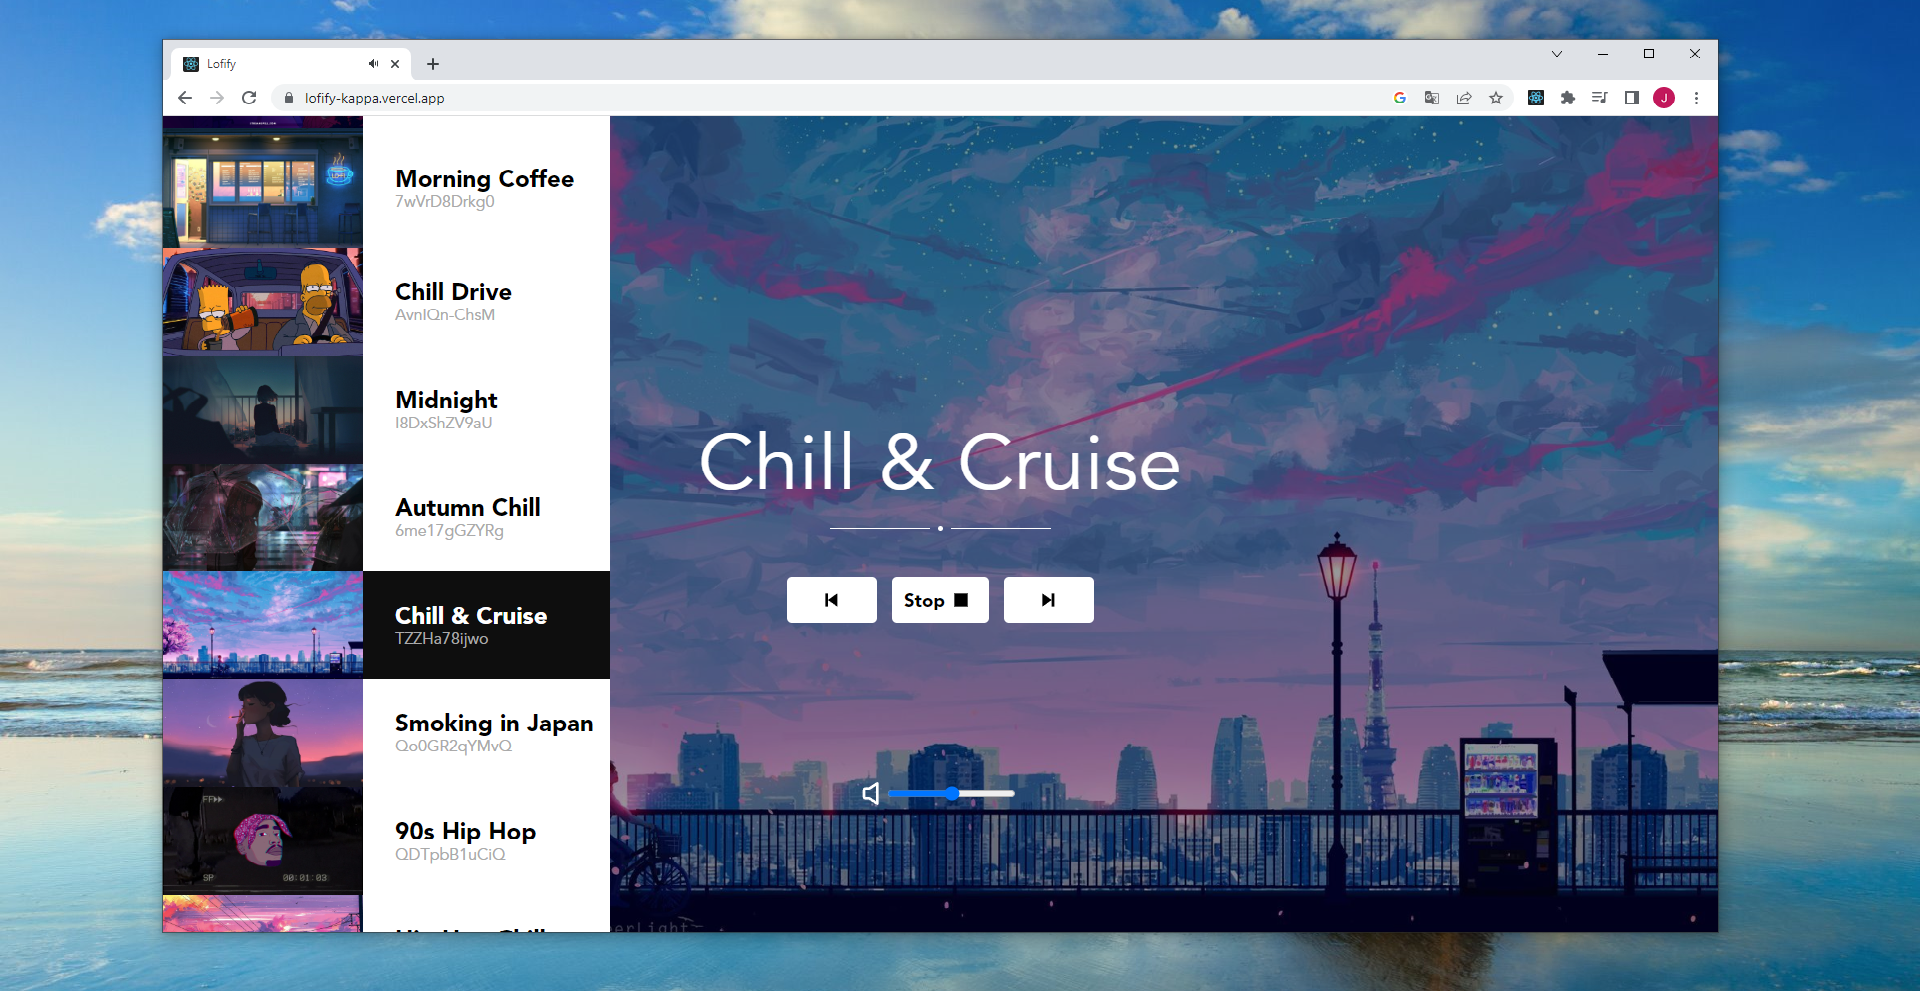 Lofify
lofify-kappa.vercel.app
J
Morning Coffee
7wVrD8Drkg0
Chill Drive
AvnIQn-ChsM
Midnight
I8DxShZV9aU
Autumn Chill
6me17gGZYRg
Chill & Cruise
TZZHa78ijwo
Smoking in Japan
Qo0GR2qYMvQ
90s Hip Hop
QDTpbB1uCiQ
FF
SP
00:01:03
Chill & Cruise
Stop